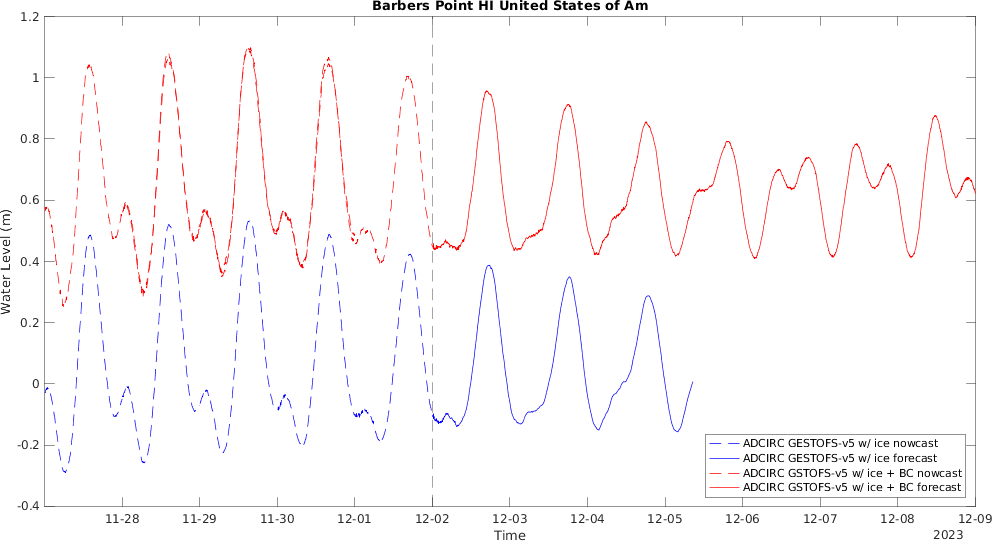 Barbers Point HI United States of Am
1.2
1
0.8
0.6
0.4
0.2
0
-0.2
-0.4
Water Level (m)
ADCIRC GESTOFS-v5 w/ ice nowcast
ADCIRC GESTOFS-v5 w/ ice forecast
ADCIRC GSTOFS-v5 w/ ice + BC nowcast
ADCIRC GSTOFS-v5 w/ ice + BC forecast
11-28 11-29 11-30 12-01 12-02 12-03 12-04 12-05 12-06 12-07 12-08 12-09
Time
2023